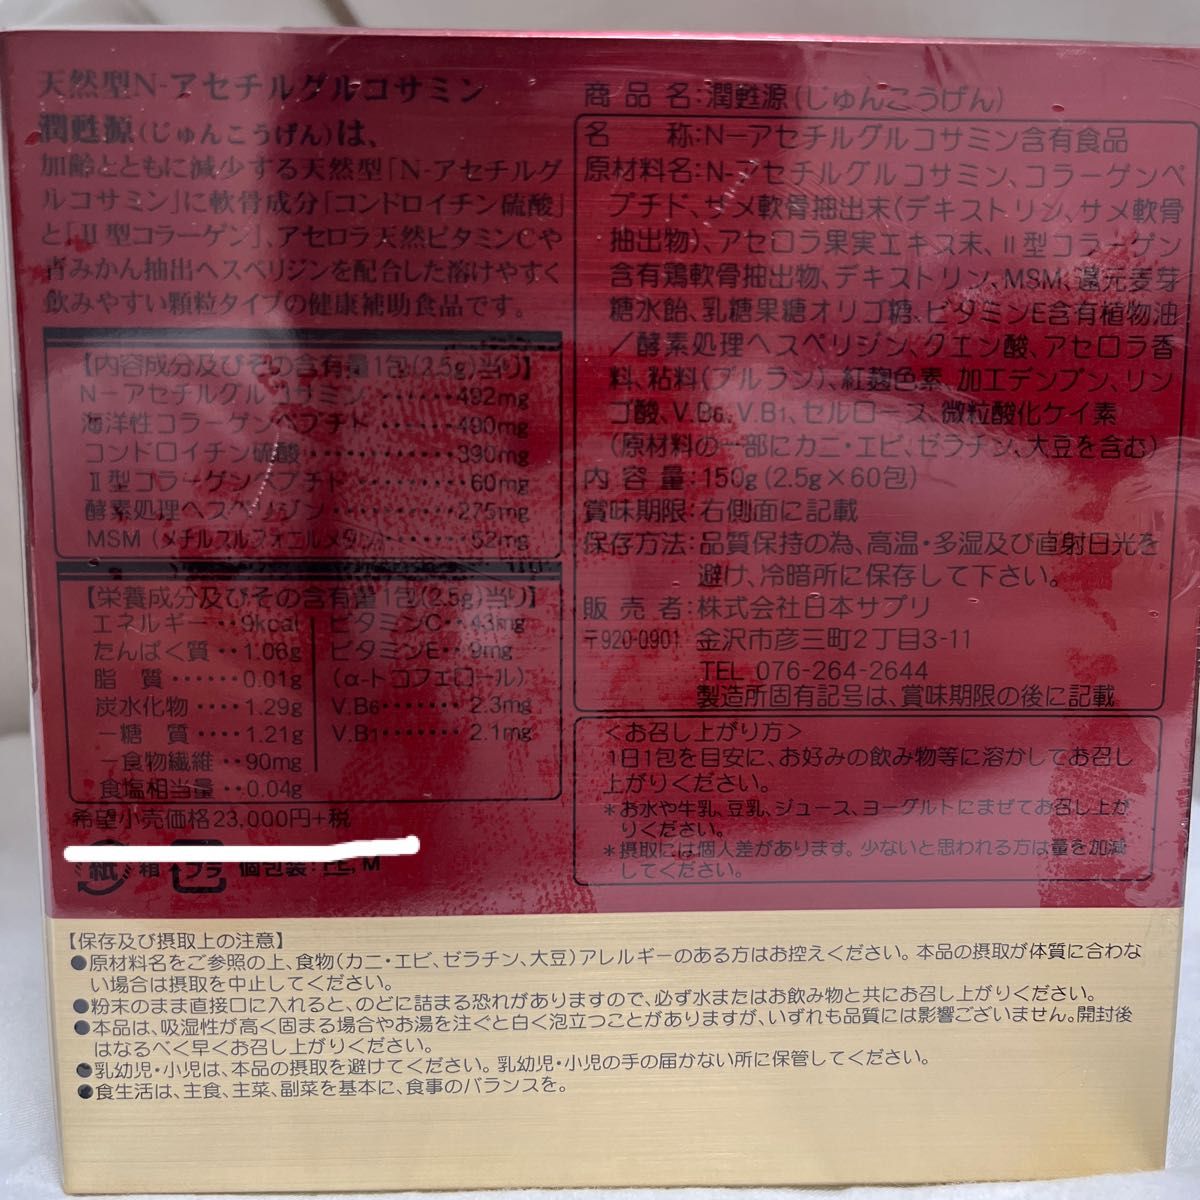 天然型N-アセチルグルコサミン
潤甦源(じゅんこうげん)は、
加齢とともに減少する天然型「N-アセチルグ
ルコサミン」に軟骨成分「コンドロイチン硫酸」
と「Ⅱ型コラーゲン」、アセロラ天然ビタミンCや
青みかん抽出ヘスペリジンを配合した溶けやすく
飲みやすい顆粒タイプの健康補助食品です。
【内容成分及びその含有量1包(2.5g)当り】
N-アセチルグルコサミン ・・・・・・492mg
海洋性コラーゲンペプチド ・・・・・490mg
コンドロイチン硫酸・・・・・・・・・・・・390mg
Ⅱ型コラーゲンペプチド・・・・・・・・・60mg
酵素処理ヘスペリジン・・・・・・・・・・275mg
MSM(メチルスルフォニルメタン)・・・・・・52mg
【栄養成分及びその含有量1包(2.5g)当り】
エネルギー・・9kcal
たんぱく質・・1.06g
脂 質・・・・・・0.01g
炭水化物・・・・1.29g
-糖 質・・・・1.21g
-食物繊維・・90mg
食塩相当量・・0.04g
ビタミンC・・43mg
ビタミンE・・9mg
(α-トコフェロール)
V.B6・・・・・・・2.3mg
V.B1・・・・・・・2.1mg
希望小売価格23,000円+税
紙 箱 プラ 個包装:PE, M
商品名:潤甦源(じゅんこうげん)
名 称:N-アセチルグルコサミン含有食品
原材料名:N-アセチルグルコサミン、コラーゲンペ
プチド、サメ軟骨抽出末(デキストリン、サメ軟骨
抽出物)、アセロラ果実エキス末、Ⅱ型コラーゲン
含有鶏軟骨抽出物、デキストリン、MSM、還元麦芽
糖水飴、乳糖果糖オリゴ糖、ビタミンE含有植物油
/酵素処理ヘスペリジン、クエン酸、アセロラ香
料、粘料(プルラン)、紅麹色素、加工デンプン、リン
ゴ酸、V.B6、V.B1、セルロース、微粒酸化ケイ素
(原材料の一部にカニ・エビ、ゼラチン、大豆を含む)
内容量:150g(2.5g×60包)
賞味期限:右側面に記載
保存方法:品質保持の為、高温・多湿及び直射日光を
避け、冷暗所に保存して下さい。
販売者:株式会社日本サプリ
〒920-0901 金沢市彦三町2丁目3-11
TEL 076-264-2644
製造所固有記号は、賞味期限の後に記載
<お召し上がり方>
1日1包を目安に、お好みの飲み物等に溶かしてお召し
上がりください。
*お水や牛乳、豆乳、ジュース、ヨーグルトにまぜてお召し上が
りください。
*摂取には個人差があります。少ないと思われる方は量を加減
してください。
【保存及び摂取上の注意】
●原材料名をご参照の上、食物(カニ・エビ、ゼラチン、大豆)アレルギーのある方はお控えください。本品の摂取が体質に合わな
い場合は摂取を中止してください。
●粉末のまま直接口に入れると、のどに詰まる恐れがありますので、必ず水またはお飲み物と共にお召し上がりください。
●本品は、吸湿性が高く固まる場合やお湯を注ぐと白く泡立つことがありますが、いずれも品質には影響ございません。開封後
はなるべく早くお召し上がりください。
●乳幼児・小児は、本品の摂取を避けてください。乳幼児・小児の手の届かない所に保管してください。
●食生活は、主食、主菜、副菜を基本に、食事のバランスを。